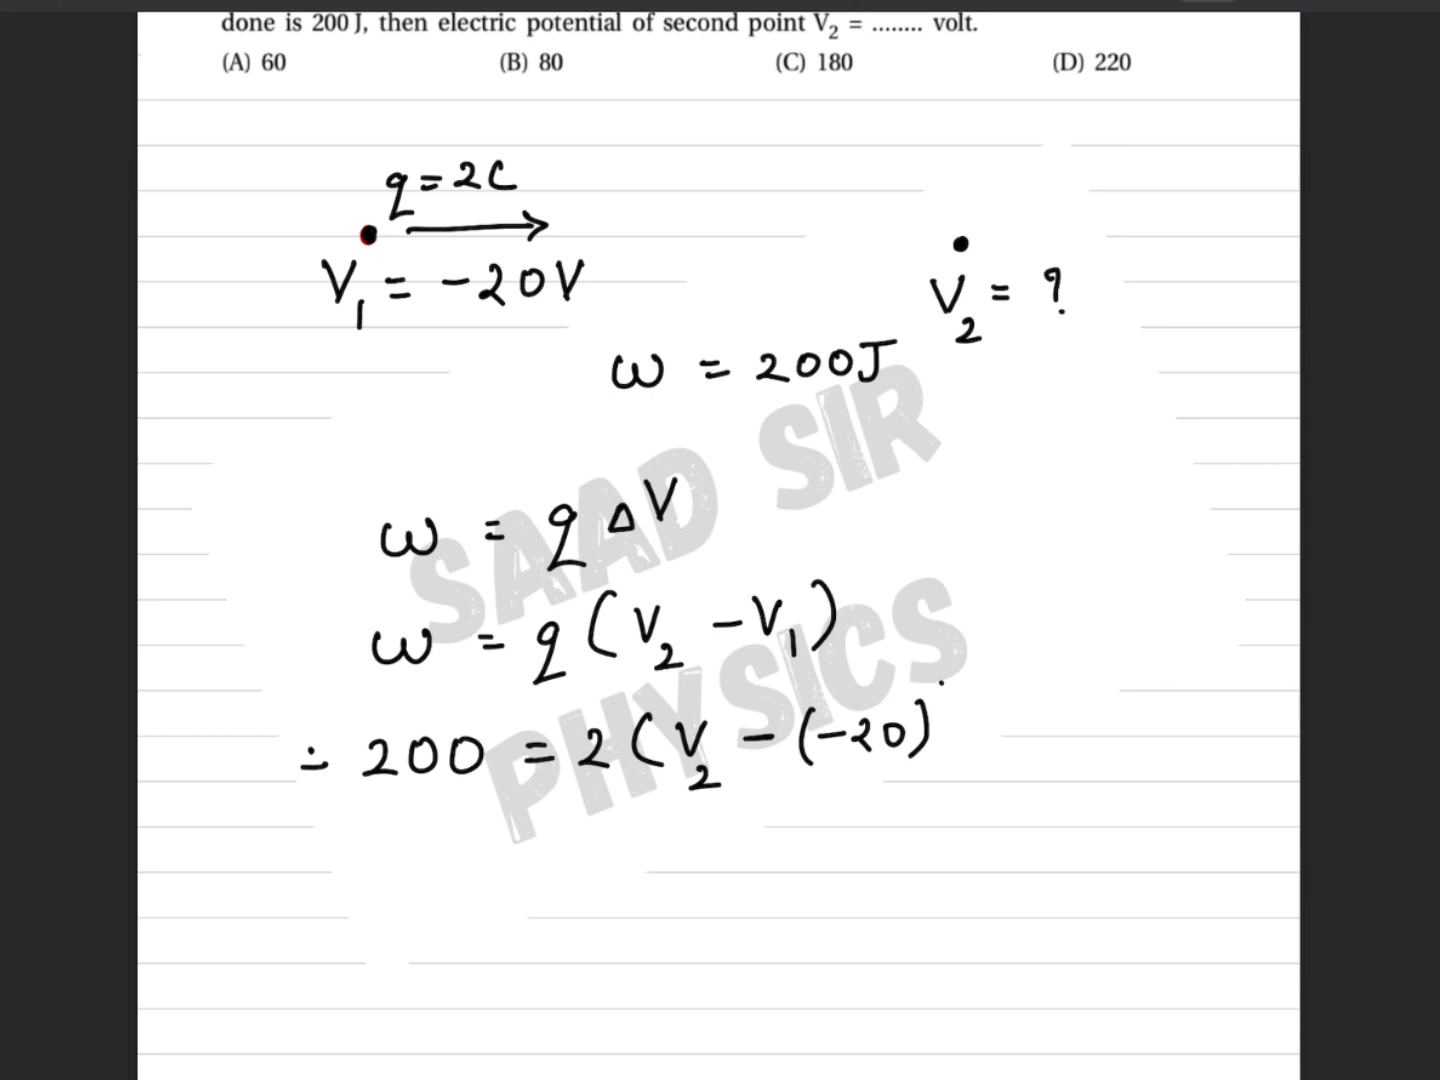 done is 200 J, then electric potential of second point V₂ = ........ volt.
(A) 60 (B) 80 (C) 180 (D) 220
q = 2C
V₁ = -20V
V₂ = ?
ω = 200J
SAAD SIR
PHYSICS
ω = q ΔV
ω = q (V₂ - V₁)
∴ 200 = 2 (V₂ - (-20)